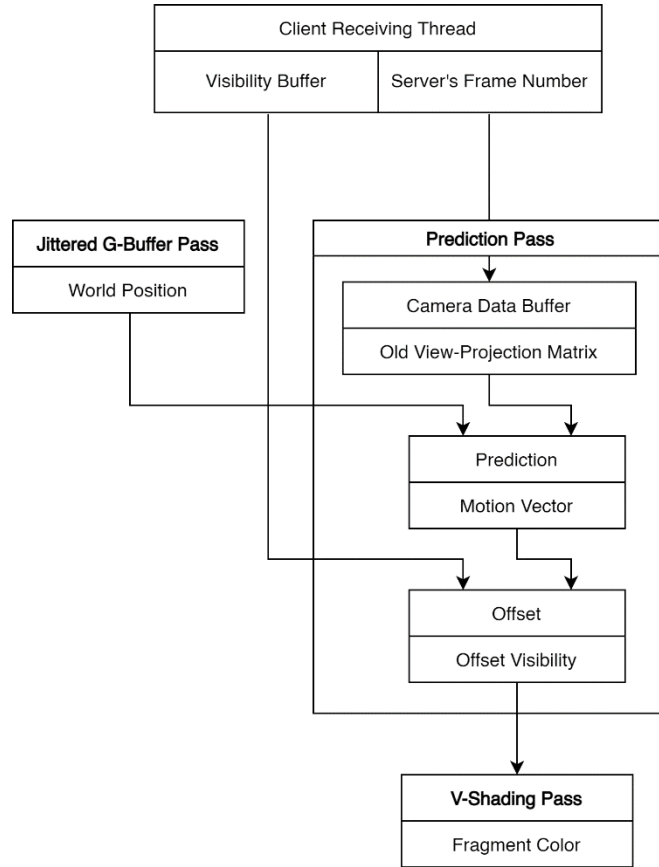 Client Receiving Thread
Visibility Buffer
Server's Frame Number
Jittered G-Buffer Pass
World Position
Prediction Pass
Camera Data Buffer
Old View-Projection Matrix
Prediction
Motion Vector
Offset
Offset Visibility
V-Shading Pass
Fragment Color